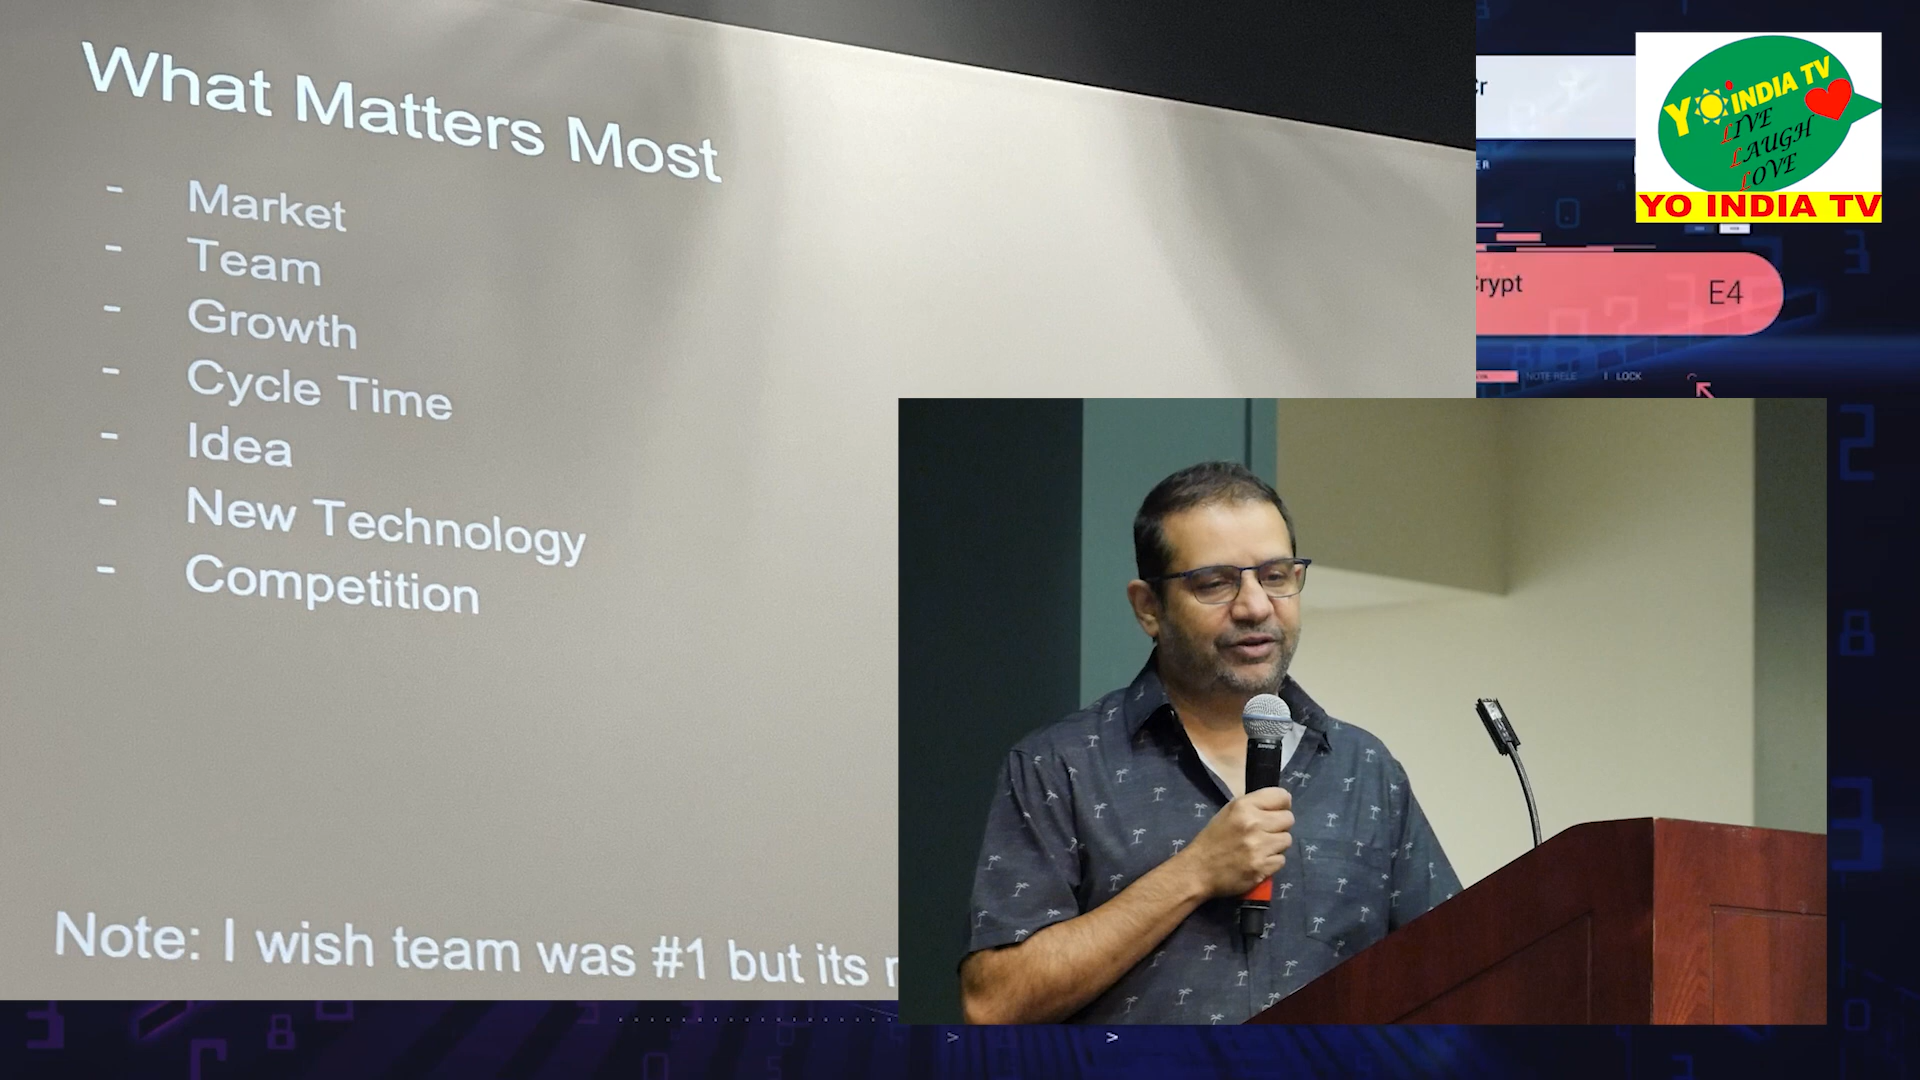 What Matters Most
- Market
- Team
- Growth
- Cycle Time
- Idea
- New Technology
- Competition
Note: I wish team was #1 but its
YO INDIA TV
LIVE
LAUGH
LOVE
YO INDIA TV
E4
LOCK